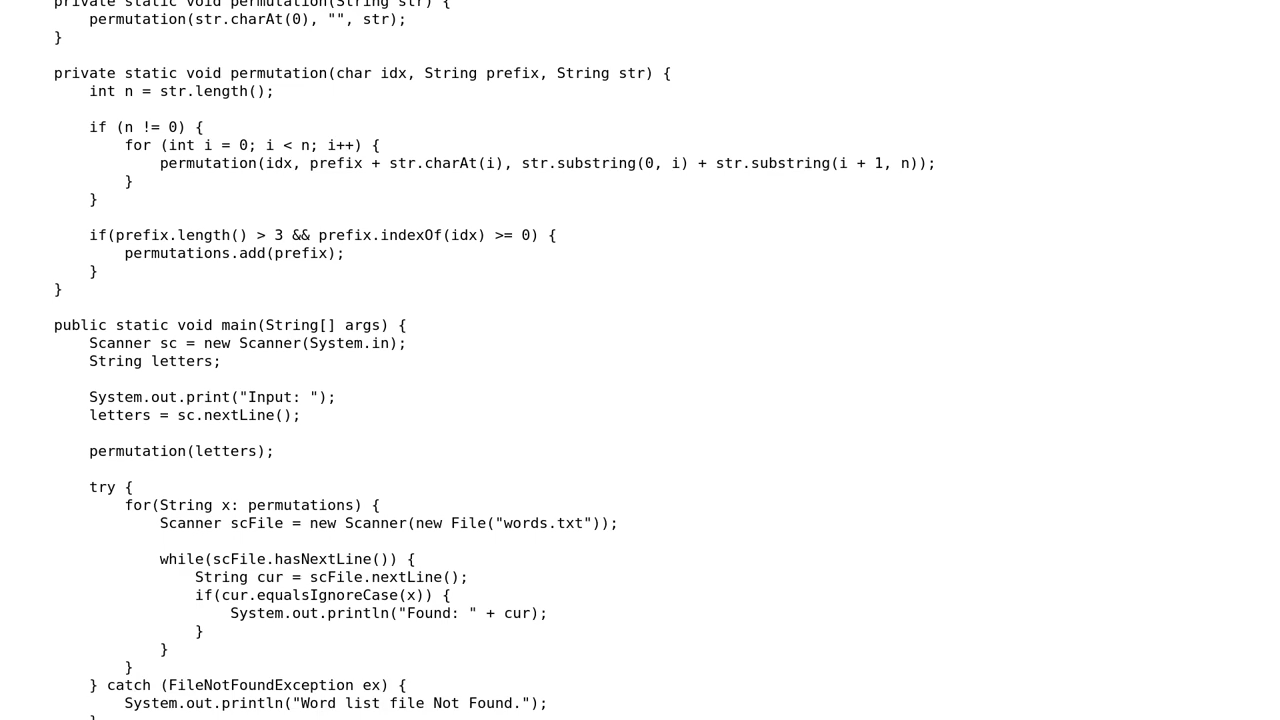 private static void permutation(String str) {
    permutation(str.charAt(0), "", str);
}

private static void permutation(char idx, String prefix, String str) {
    int n = str.length();

    if (n != 0) {
        for (int i = 0; i < n; i++) {
            permutation(idx, prefix + str.charAt(i), str.substring(0, i) + str.substring(i + 1, n));
        }
    }

    if(prefix.length() > 3 && prefix.indexOf(idx) >= 0) {
        permutations.add(prefix);
    }
}

public static void main(String[] args) {
    Scanner sc = new Scanner(System.in);
    String letters;

    System.out.print("Input: ");
    letters = sc.nextLine();

    permutation(letters);

    try {
        for(String x: permutations) {
            Scanner scFile = new Scanner(new File("words.txt"));

            while(scFile.hasNextLine()) {
                String cur = scFile.nextLine();
                if(cur.equalsIgnoreCase(x)) {
                    System.out.println("Found: " + cur);
                }
            }
        }
    } catch (FileNotFoundException ex) {
        System.out.println("Word list file Not Found.");
    }